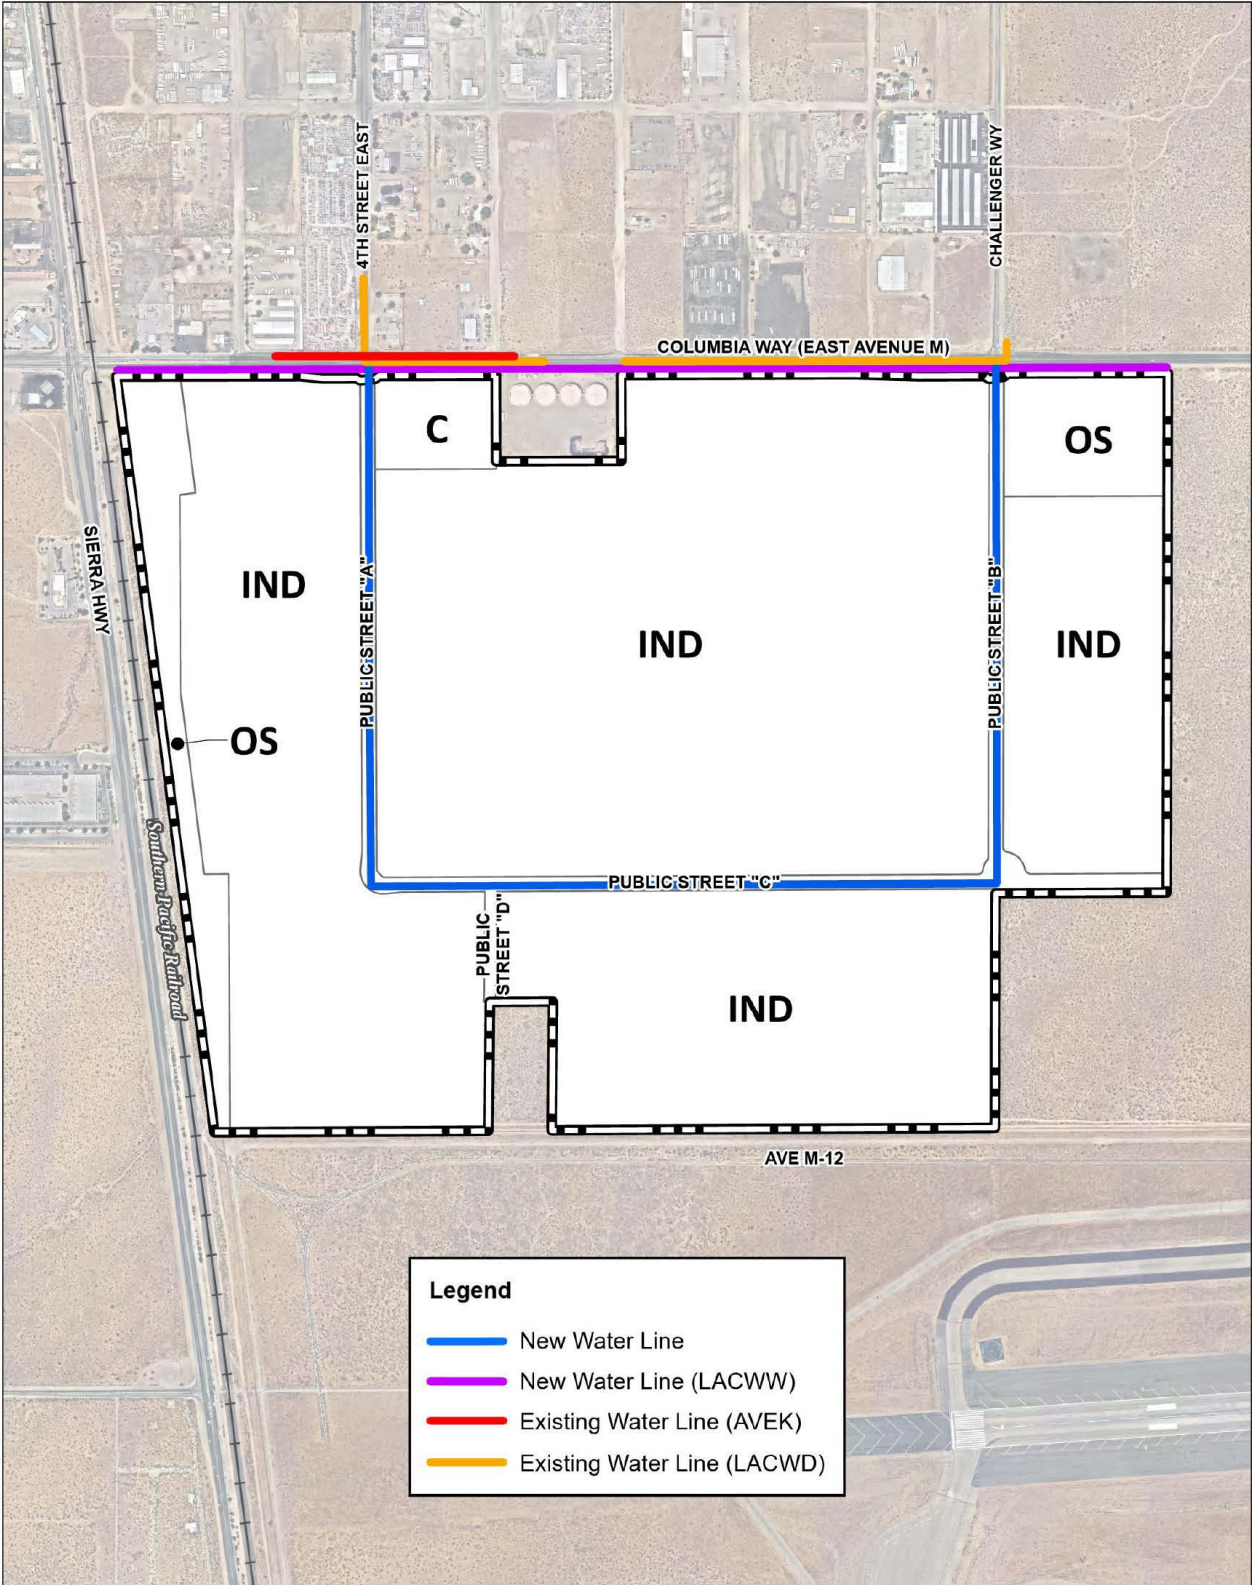 4TH STREET EAST
CHALLENGER WY
COLUMBIA WAY (EAST AVENUE M)
C
OS
SIERRA HWY
IND
PUBLIC STREET "A"
IND
PUBLIC STREET "B"
IND
OS
Southern Pacific Railroad
PUBLIC STREET "C"
PUBLIC
STREET "D"
IND
AVE M-12
Legend
New Water Line
New Water Line (LACWW)
Existing Water Line (AVEK)
Existing Water Line (LACWD)